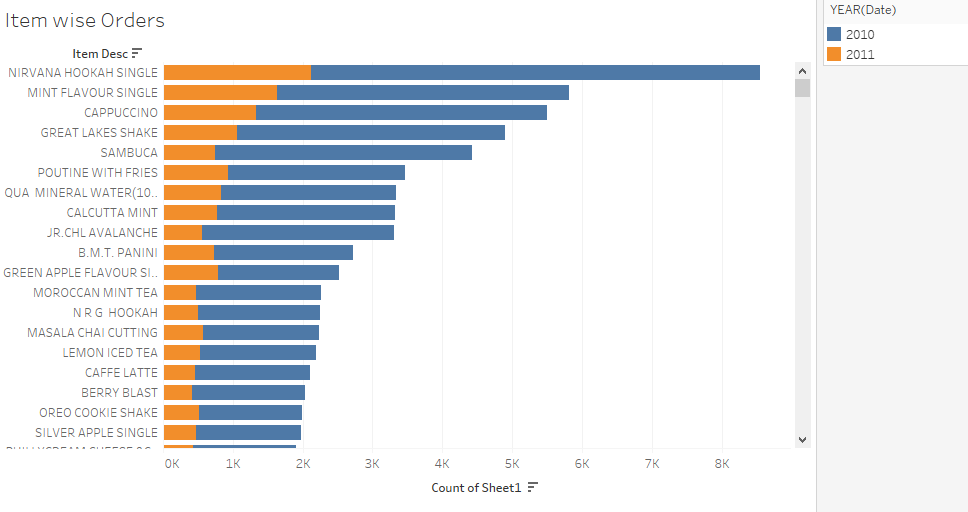 Item wise Orders
YEAR(Date)
2010
2011
Item Desc
NIRVANA HOOKAH SINGLE
MINT FLAVOUR SINGLE
CAPPUCCINO
GREAT LAKES SHAKE
SAMBUCA
POUTINE WITH FRIES
QUA MINERAL WATER(10..
CALCUTTA MINT
JR.CHL AVALANCHE
B.M.T. PANINI
GREEN APPLE FLAVOUR SI..
MOROCCAN MINT TEA
N R G HOOKAH
MASALA CHAI CUTTING
LEMON ICED TEA
CAFFE LATTE
BERRY BLAST
OREO COOKIE SHAKE
SILVER APPLE SINGLE
0K 1K 2K 3K 4K 5K 6K 7K 8K
Count of Sheet1